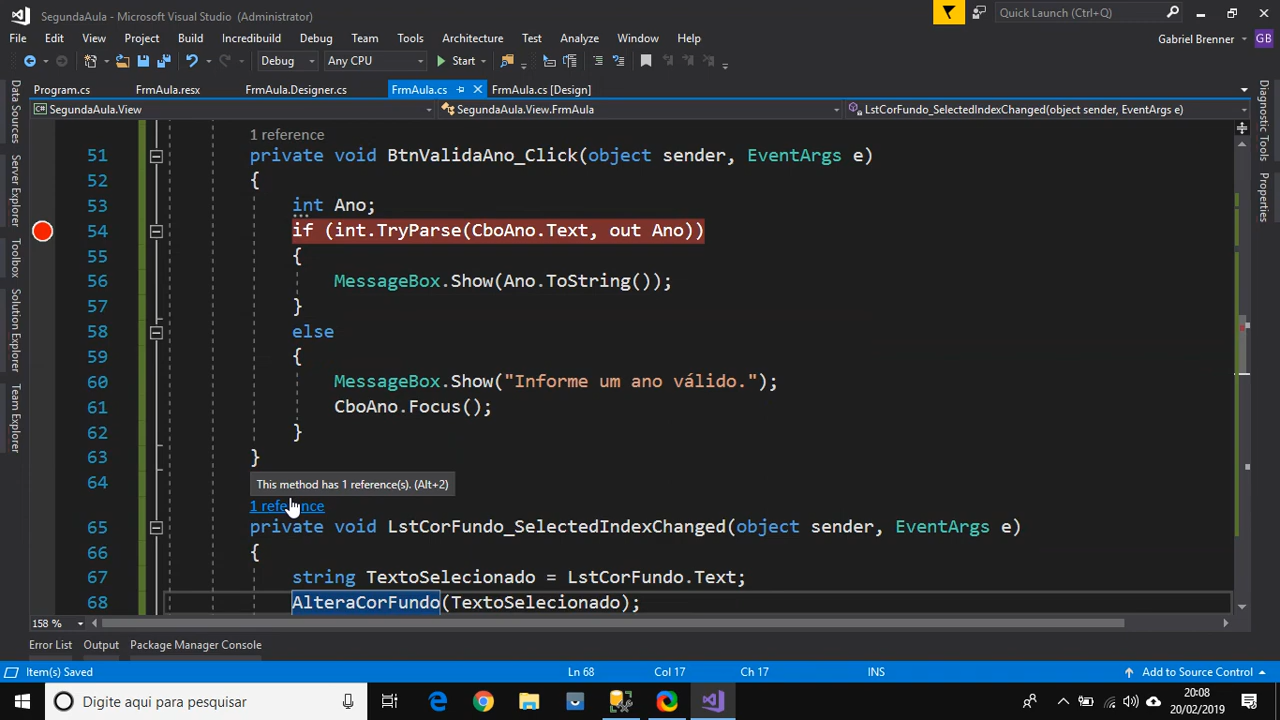 SegundaAula - Microsoft Visual Studio (Administrator)
Quick Launch (Ctrl+Q)
File Edit View Project Build Incredibuild Debug Team Tools Architecture Test Analyze Window Help
Gabriel Brenner GB
Debug Any CPU Start
Program.cs FrmAula.resx FrmAula.Designer.cs FrmAula.cs FrmAula.cs [Design]
SegundaAula.View SegundaAula.View.FrmAula LstCorFundo_SelectedIndexChanged(object sender, EventArgs e)
Data Sources
Server Explorer
Toolbox
Solution Explorer
Team Explorer
Diagnostic Tools
Properties
1 reference
51 private void BtnValidaAno_Click(object sender, EventArgs e)
52 {
53 int Ano;
54 if (int.TryParse(CboAno.Text, out Ano))
55 {
56 MessageBox.Show(Ano.ToString());
57 }
58 else
59 {
60 MessageBox.Show("Informe um ano válido.");
61 CboAno.Focus();
62 }
63 }
64
This method has 1 reference(s). (Alt+2)
1 reference
65 private void LstCorFundo_SelectedIndexChanged(object sender, EventArgs e)
66 {
67 string TextoSelecionado = LstCorFundo.Text;
68 AlteraCorFundo(TextoSelecionado);
158 %
Error List Output Package Manager Console
Item(s) Saved Ln 68 Col 17 Ch 17 INS Add to Source Control
Digite aqui para pesquisar
20:08
20/02/2019